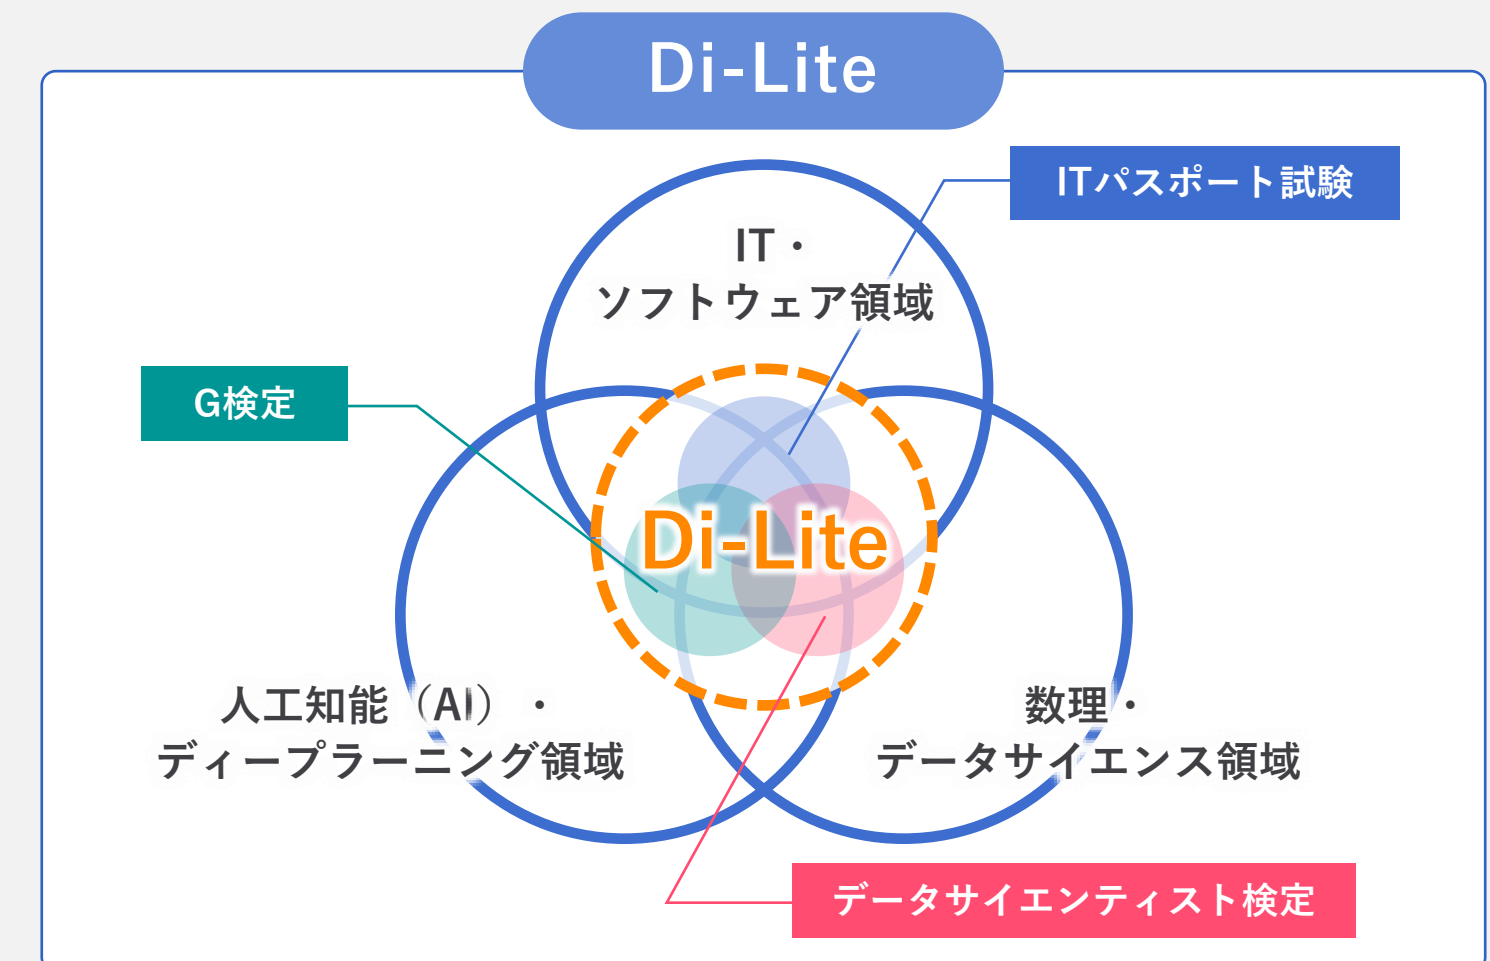 Di-Lite
ITパスポート試験
IT・
ソフトウェア領域
G検定
Di-Lite
人工知能（AI）・
ディープラーニング領域
数理・
データサイエンス領域
データサイエンティスト検定